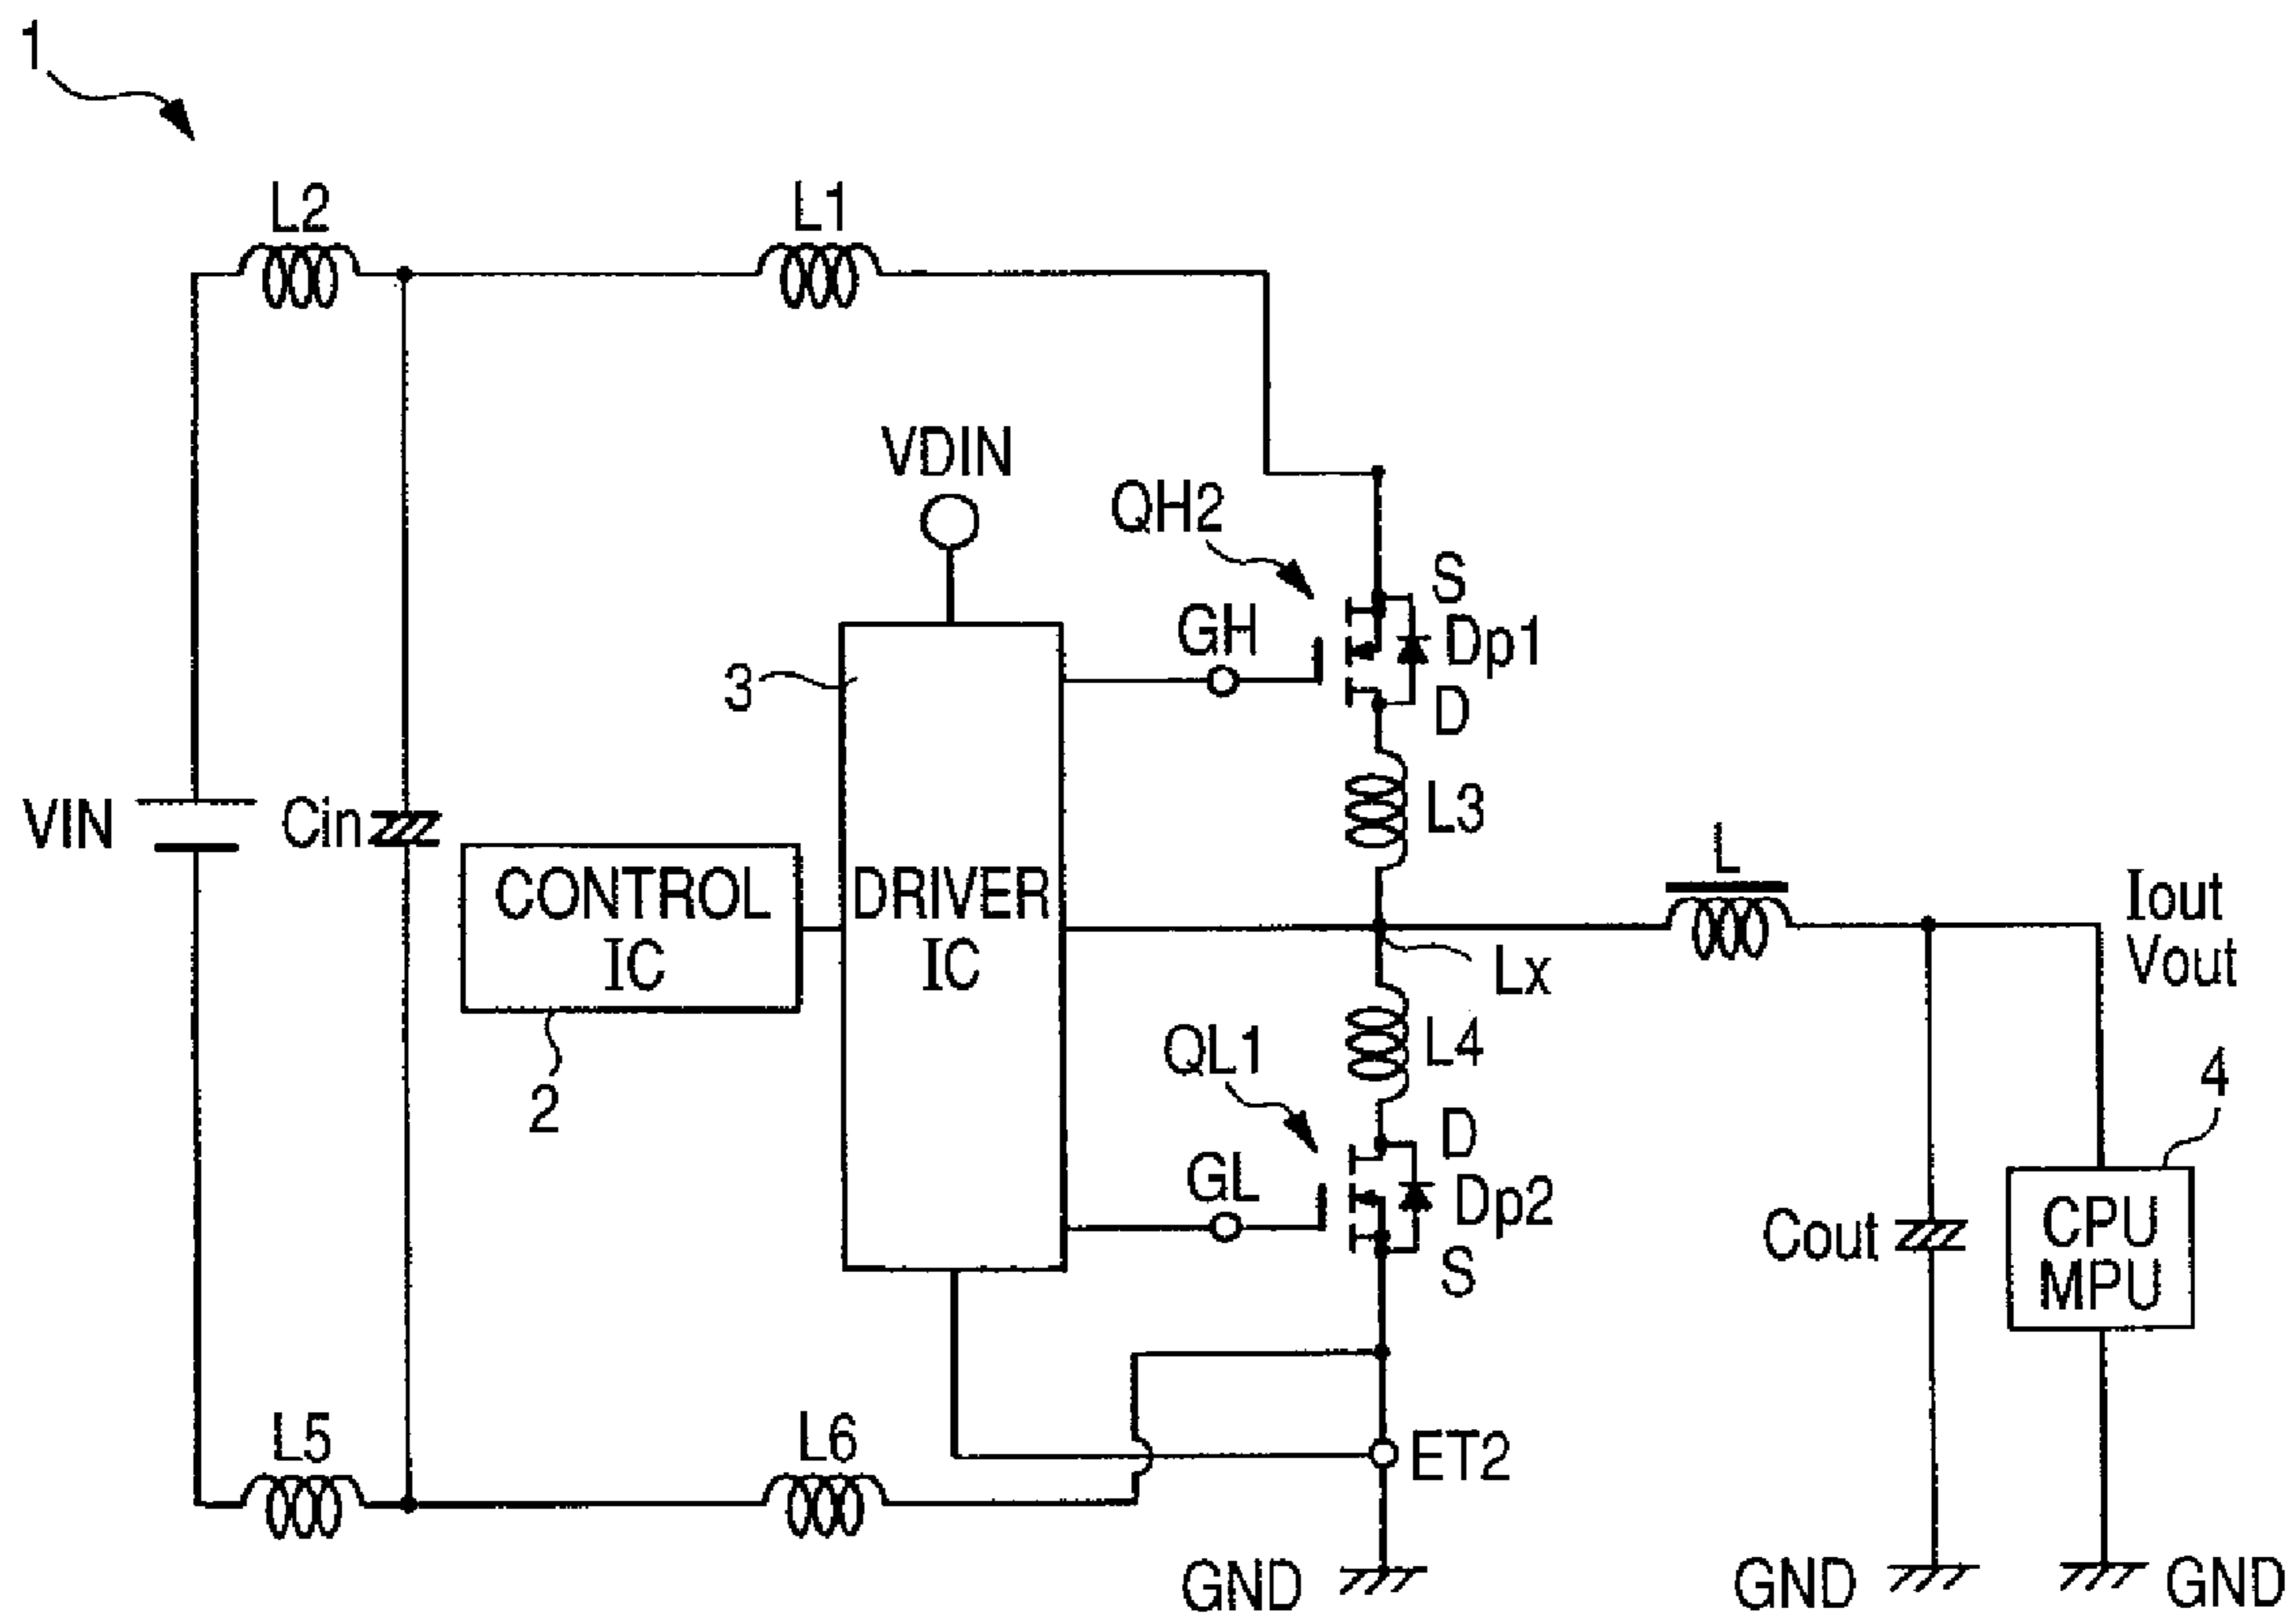 1
L2
L1
VDIN
QH2
S
GH
Dp1
3
D
VIN
Cin
L3
L
CONTROL
IC
DRIVER
IC
Iout
Vout
Lx
2
QL1
L4
4
D
GL
Dp2
S
Cout
CPU
MPU
L5
L6
ET2
GND
GND
GND